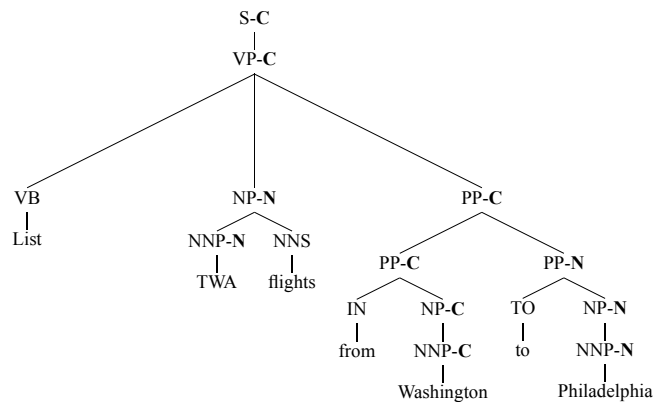 S-C
VP-C
VB NP-N PP-C
List NNP-N NNS PP-C PP-N
TWA flights IN NP-C TO NP-N
from NNP-C to NNP-N
Washington Philadelphia